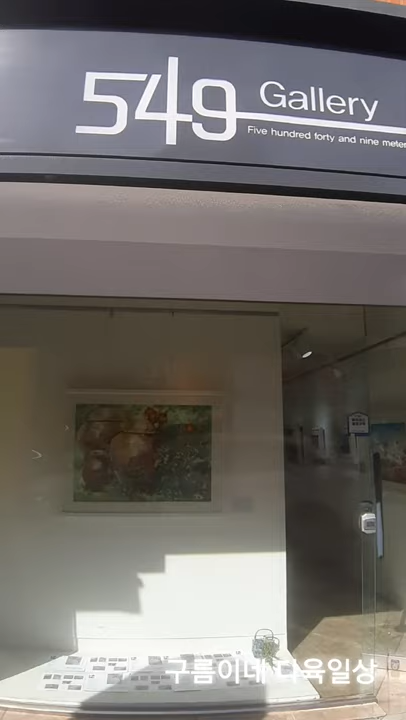 549 Gallery
Five hundred forty and nine meter
구름이네 다육일상